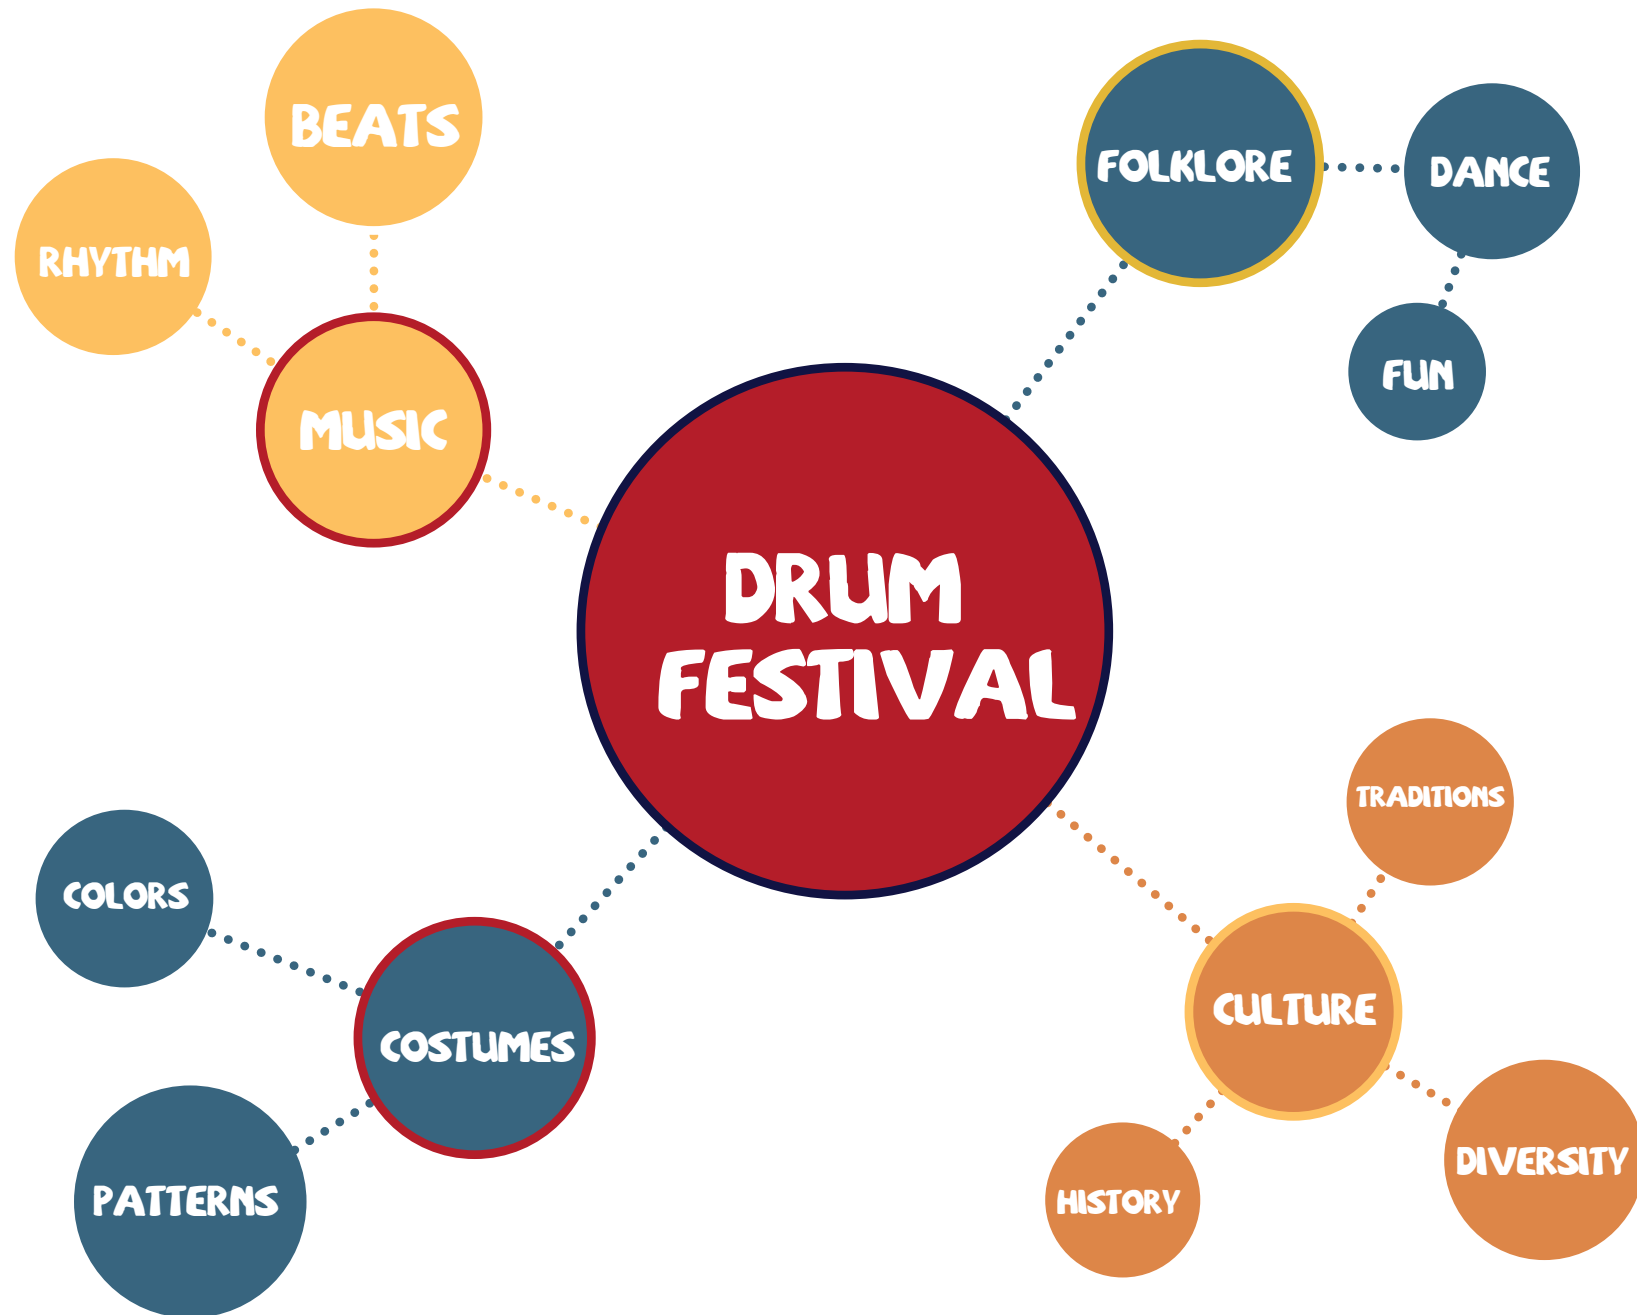 BEATS
RHYTHM
MUSIC
FOLKLORE
DANCE
FUN
DRUM
FESTIVAL
COLORS
COSTUMES
PATTERNS
TRADITIONS
CULTURE
DIVERSITY
HISTORY